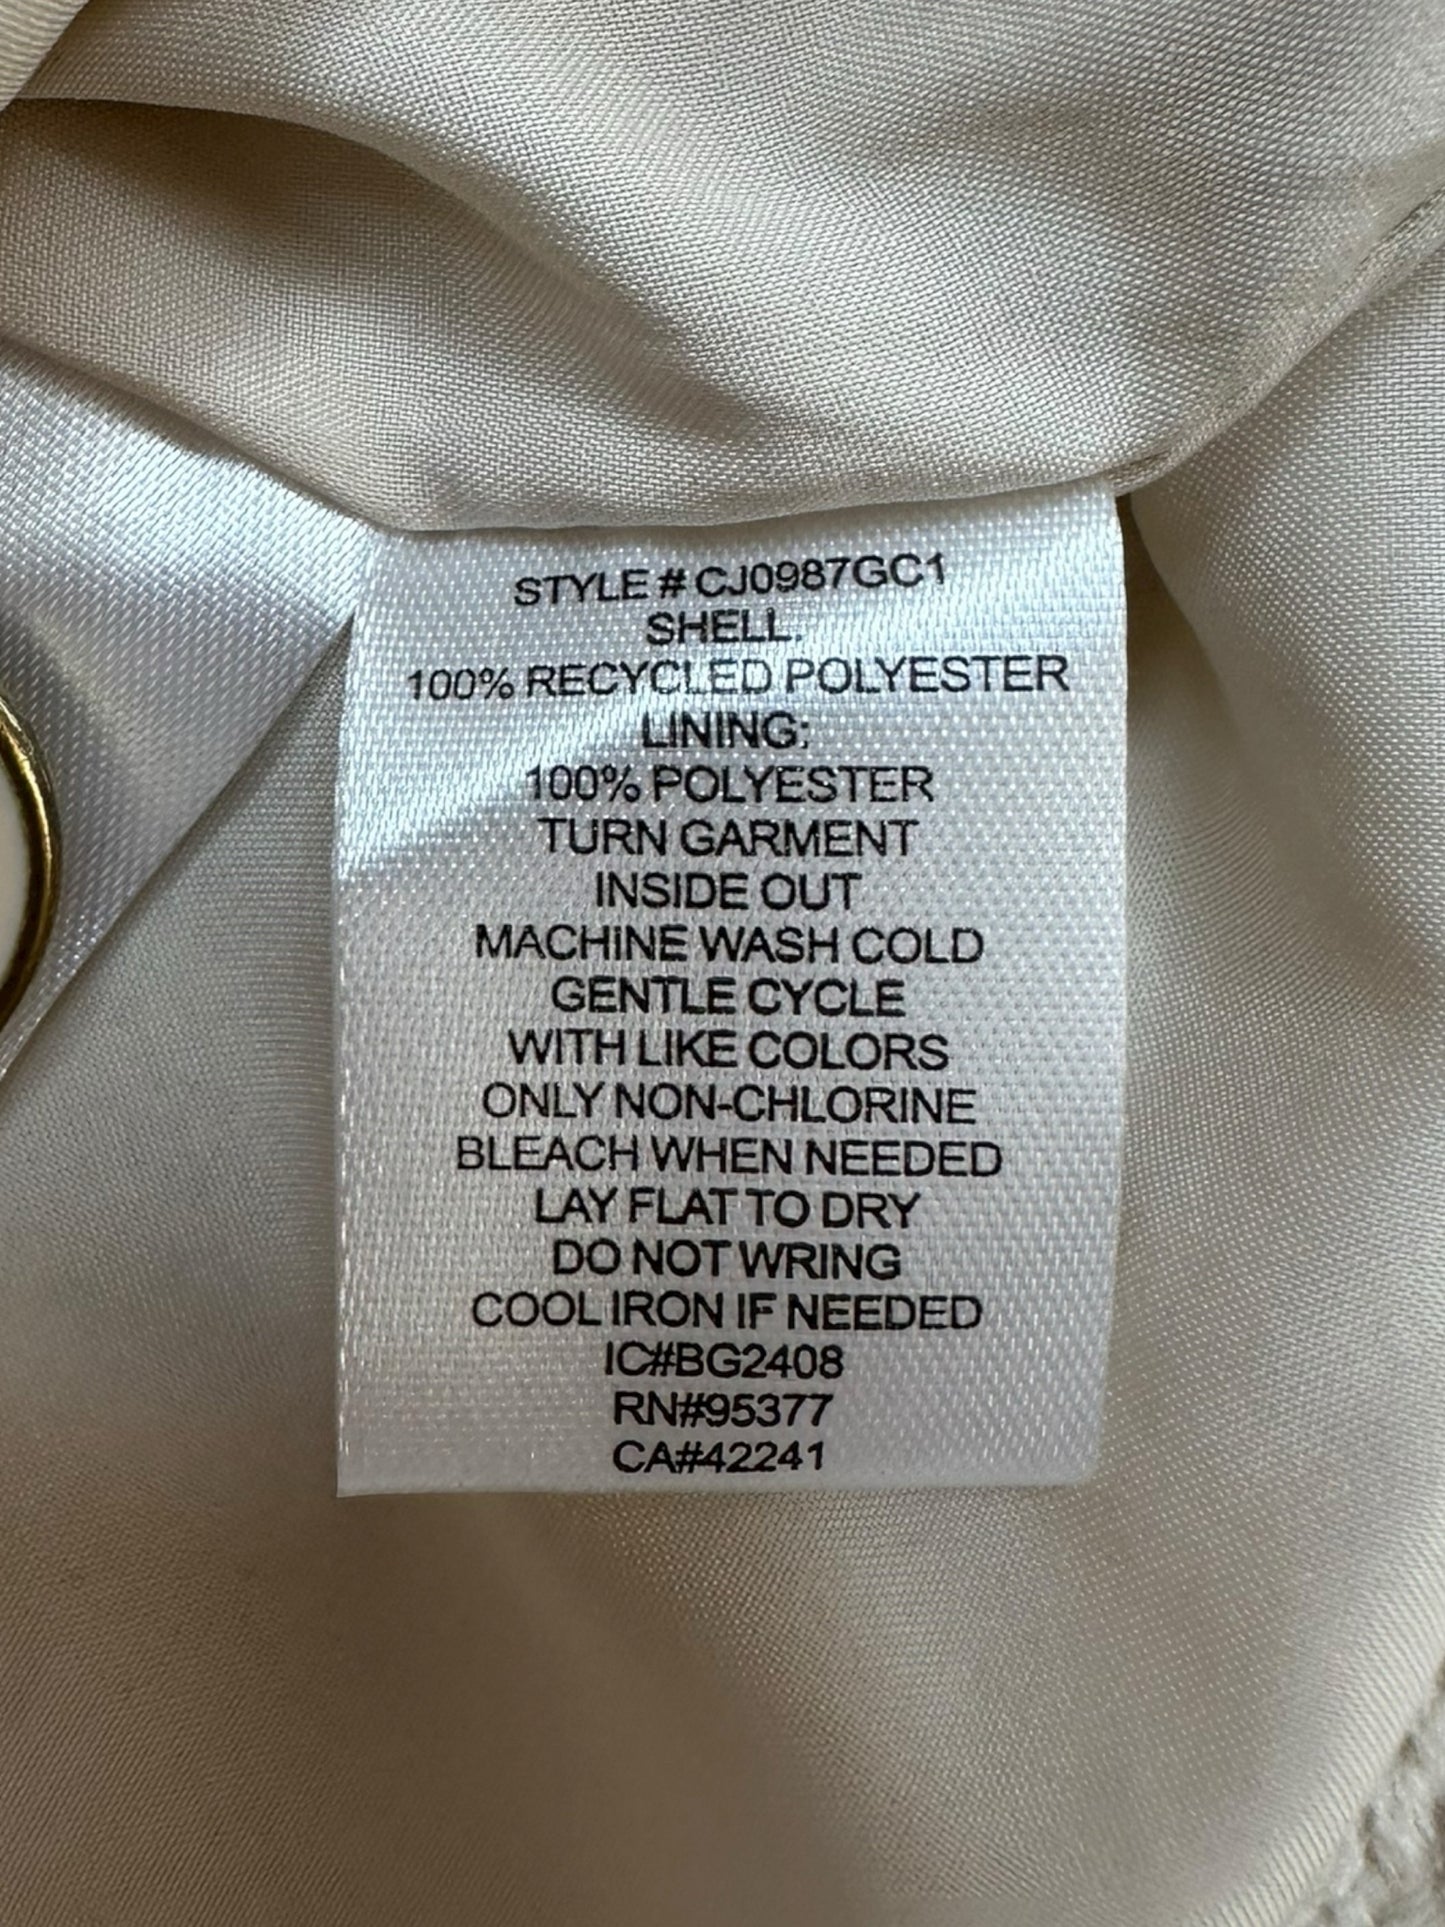 STYLE # CJ0987GC1
SHELL:
100% RECYCLED POLYESTER
LINING:
100% POLYESTER
TURN GARMENT
INSIDE OUT
MACHINE WASH COLD
GENTLE CYCLE
WITH LIKE COLORS
ONLY NON-CHLORINE
BLEACH WHEN NEEDED
LAY FLAT TO DRY
DO NOT WRING
COOL IRON IF NEEDED
IC#BG2408
RN#95377
CA#42241